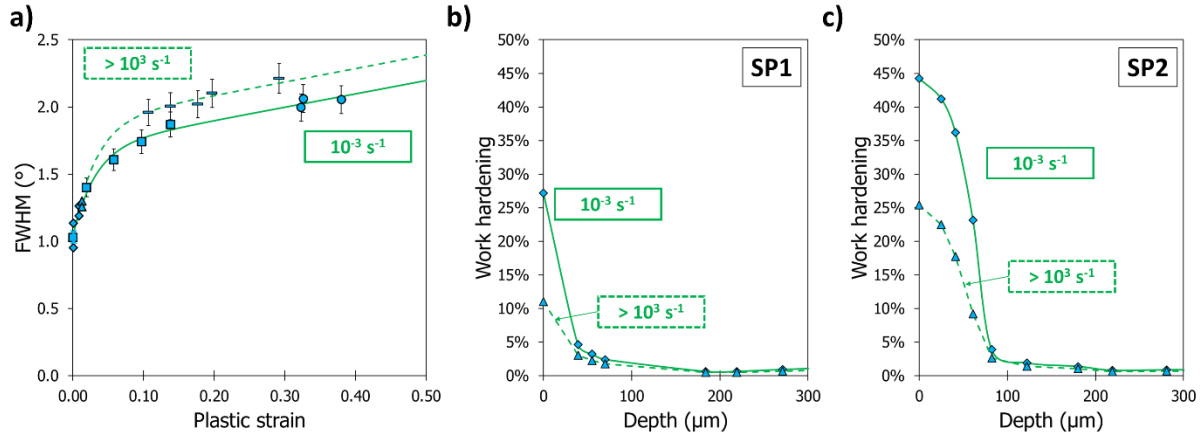 a)
2.5
2.0
1.5
1.0
0.5
0.0
FWHM (°)
> 10³ s⁻¹
10⁻³ s⁻¹
0.00 0.10 0.20 0.30 0.40 0.50
Plastic strain
b)
50%
45%
40%
35%
30%
25%
20%
15%
10%
5%
0%
Work hardening
SP1
10⁻³ s⁻¹
> 10³ s⁻¹
0 100 200 300
Depth (µm)
c)
50%
45%
40%
35%
30%
25%
20%
15%
10%
5%
0%
Work hardening
SP2
10⁻³ s⁻¹
> 10³ s⁻¹
0 100 200 300
Depth (µm)